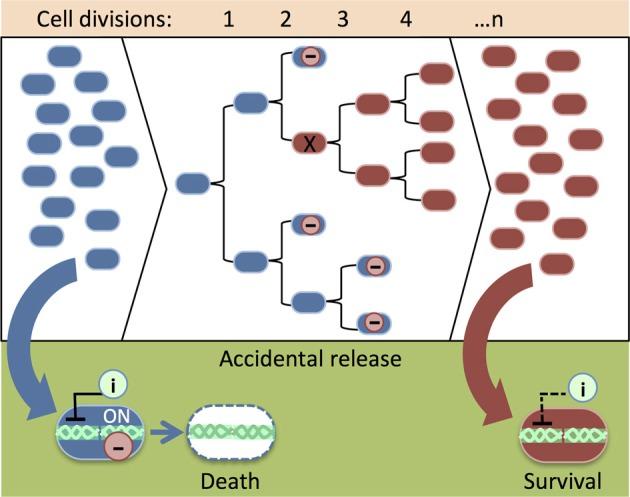 Cell divisions: 1 2 3 4 ...n
−
X
−
−
−
Accidental release
i
i
ON
−
Death
Survival